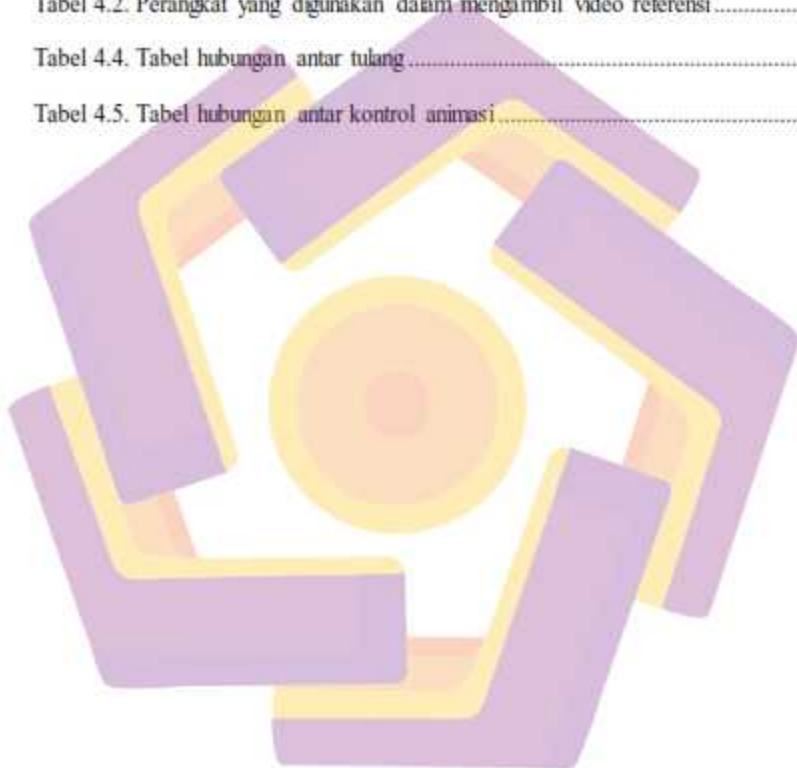 Tabel 4.2. Perangkat yang digunakan dalam mengambil video referensi
Tabel 4.4. Tabel hubungan antar tulang
Tabel 4.5. Tabel hubungan antar kontrol animasi